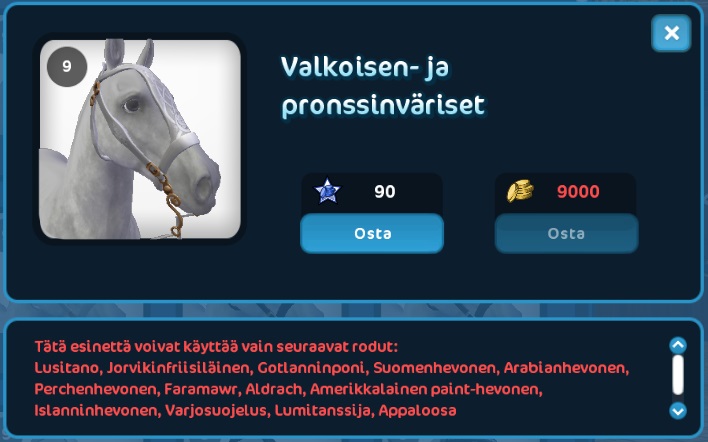 9
Valkoisen- ja
pronssinväriset
90
9000
Osta
Osta
Tätä esinettä voivat käyttää vain seuraavat rodut:
Lusitano, Jorvikinfriisiläinen, Gotlanninponi, Suomenhevonen, Arabianhevonen,
Perchenhevonen, Faramawr, Aldrach, Amerikkalainen paint-hevonen,
Islanninhevonen, Varjosuojelus, Lumitanssija, Appaloosa